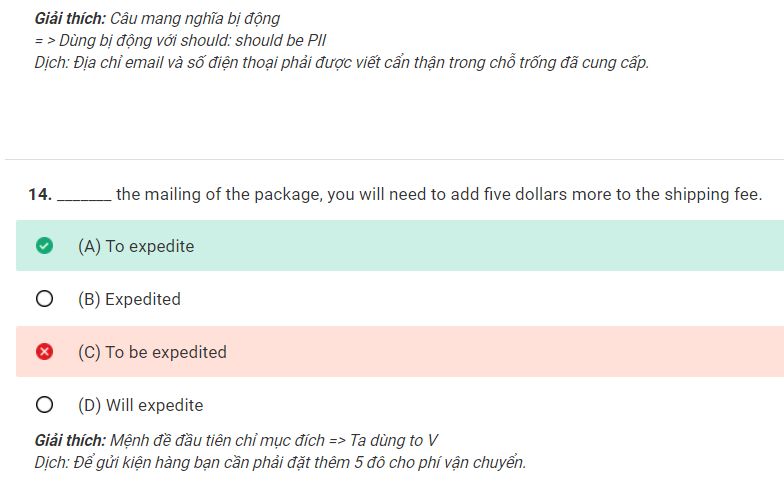 Giải thích: Câu mang nghĩa bị động
= > Dùng bị động với should: should be PII
Dịch: Địa chỉ email và số điện thoại phải được viết cẩn thận trong chỗ trống đã cung cấp.
14. _______ the mailing of the package, you will need to add five dollars more to the shipping fee.
(A) To expedite
(B) Expedited
(C) To be expedited
(D) Will expedite
Giải thích: Mệnh đề đầu tiên chỉ mục đích => Ta dùng to V
Dịch: Để gửi kiện hàng bạn cần phải đặt thêm 5 đô cho phí vận chuyển.